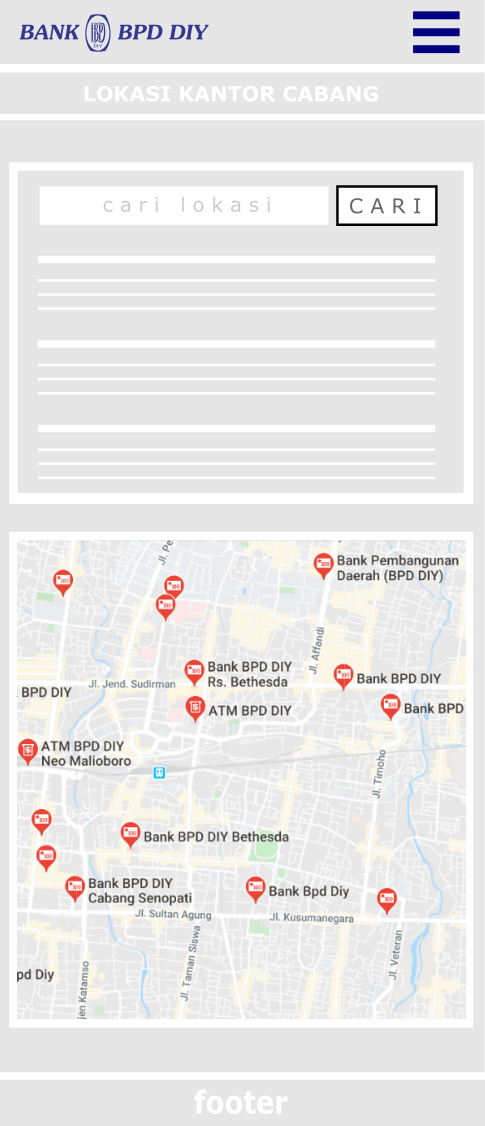 BANK BPD DIY
LOKASI KANTOR CABANG
cari lokasi
CARI
Jl. Pe
Bank Pembangunan
Daerah (BPD DIY)
Jl. Affandi
Bank BPD DIY
Rs. Bethesda
Bank BPD DIY
Jl. Jend. Sudirman
BPD DIY
ATM BPD DIY
Bank BPD
ATM BPD DIY
Neo Malioboro
Jl. Timoho
Bank BPD DIY Bethesda
Bank BPD DIY
Cabang Senopati
Bank Bpd Diy
Jl. Sultan Agung
Jl. Kusumanegara
Jl. Taman Siswa
Jl. Veteran
pd Diy
jen Katamso
footer